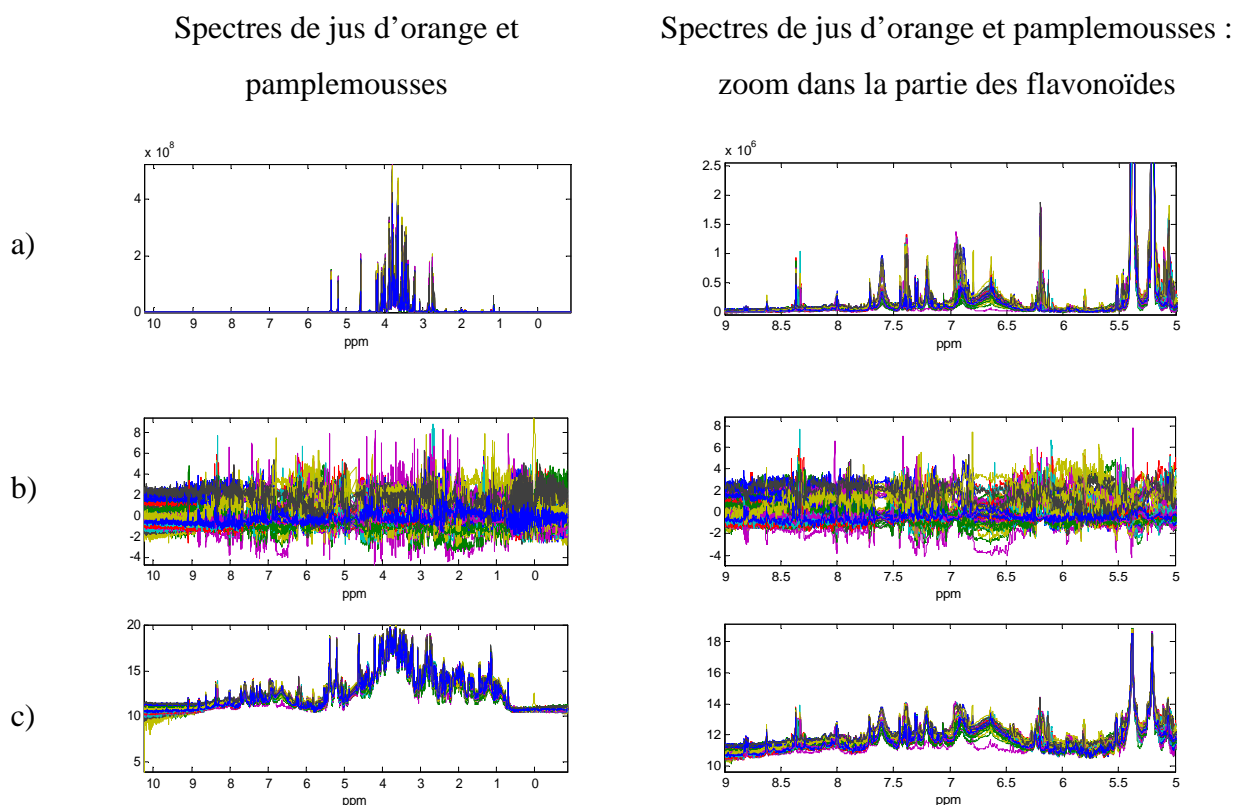 Spectres de jus d’orange et
pamplemousses
Spectres de jus d’orange et pamplemousses :
zoom dans la partie des flavonoïdes
a)
x 10^8
4
2
0
10 9 8 7 6 5 4 3 2 1 0
ppm
x 10^6
2.5
2
1.5
1
0.5
0
9 8.5 8 7.5 7 6.5 6 5.5 5
ppm
b)
8
6
4
2
0
-2
-4
10 9 8 7 6 5 4 3 2 1 0
ppm
8
6
4
2
0
-2
-4
9 8.5 8 7.5 7 6.5 6 5.5 5
ppm
c)
20
15
10
5
10 9 8 7 6 5 4 3 2 1 0
ppm
18
16
14
12
10
9 8.5 8 7.5 7 6.5 6 5.5 5
ppm